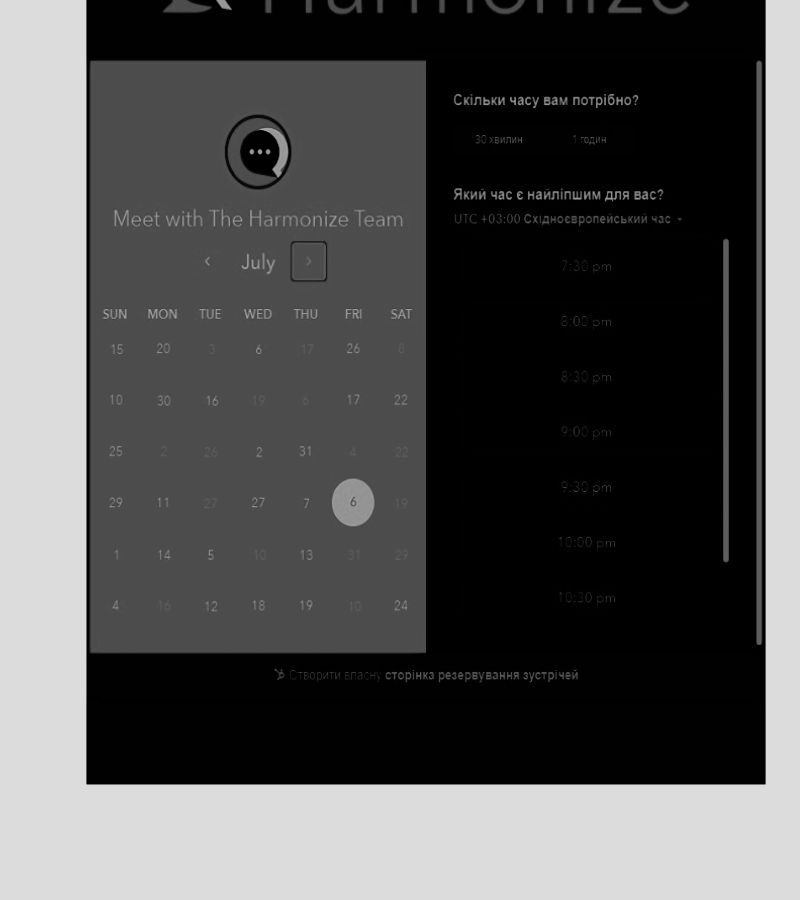 Harmonize
Meet with The Harmonize Team
July
SUN MON TUE WED THU FRI SAT
15 20 3 6 17 26 8
10 30 16 19 6 17 22
25 2 26 2 31 4 22
29 11 27 27 7 6 19
1 14 5 10 13 31 29
4 16 12 18 19 10 24
Скільки часу вам потрібно?
30 хвилин 1 годин
Який час є найліпшим для вас?
UTC +03:00 Східноєвропейський час
7:30 pm
8:00 pm
8:30 pm
9:00 pm
9:30 pm
10:00 pm
10:30 pm
Створити власну сторінка резервування зустрічей